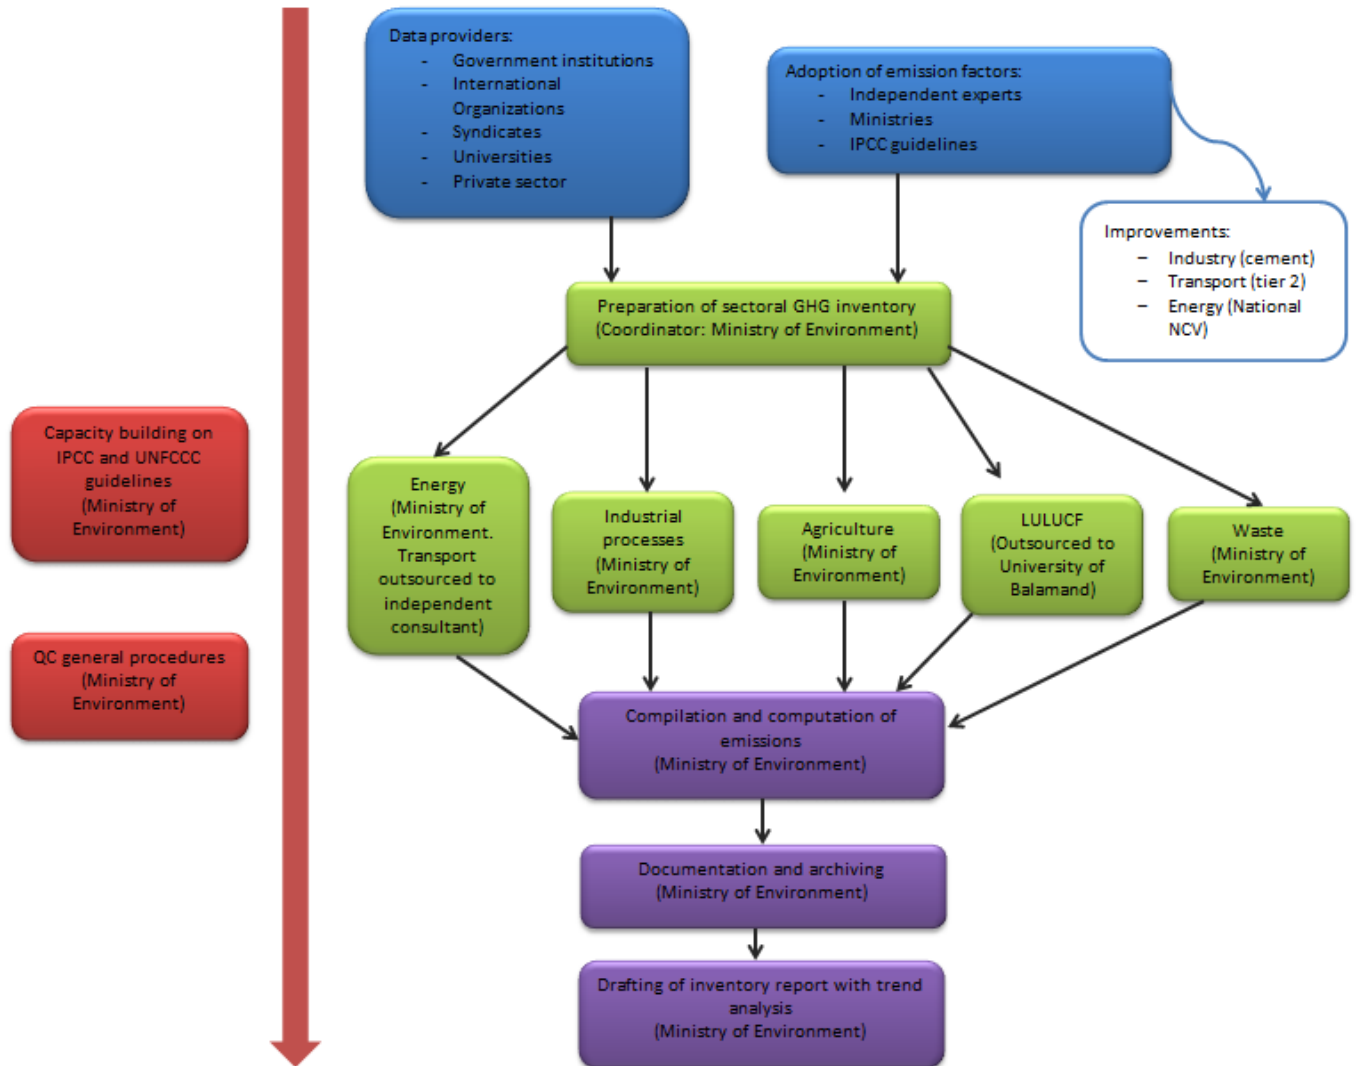 Data providers:
- Government institutions
- International
Organizations
- Syndicates
- Universities
- Private sector
Adoption of emission factors:
- Independent experts
- Ministries
- IPCC guidelines
Improvements:
– Industry (cement)
– Transport (tier 2)
– Energy (National
NCV)
Preparation of sectoral GHG inventory
(Coordinator: Ministry of Environment)
Capacity building on
IPCC and UNFCCC
guidelines
(Ministry of
Environment)
QC general procedures
(Ministry of
Environment)
Energy
(Ministry of
Environment.
Transport
outsourced to
independent
consultant)
Industrial
processes
(Ministry of
Environment)
Agriculture
(Ministry of
Environment)
LULUCF
(Outsourced to
University of
Balamand)
Waste
(Ministry of
Environment)
Compilation and computation of
emissions
(Ministry of Environment)
Documentation and archiving
(Ministry of Environment)
Drafting of inventory report with trend
analysis
(Ministry of Environment)